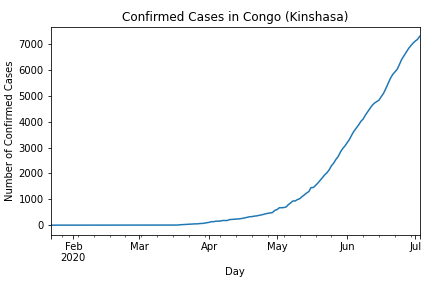 Confirmed Cases in Congo (Kinshasa)
7000
6000
5000
4000
3000
2000
1000
0
Number of Confirmed Cases
Feb Mar Apr May Jun Jul
2020
Day